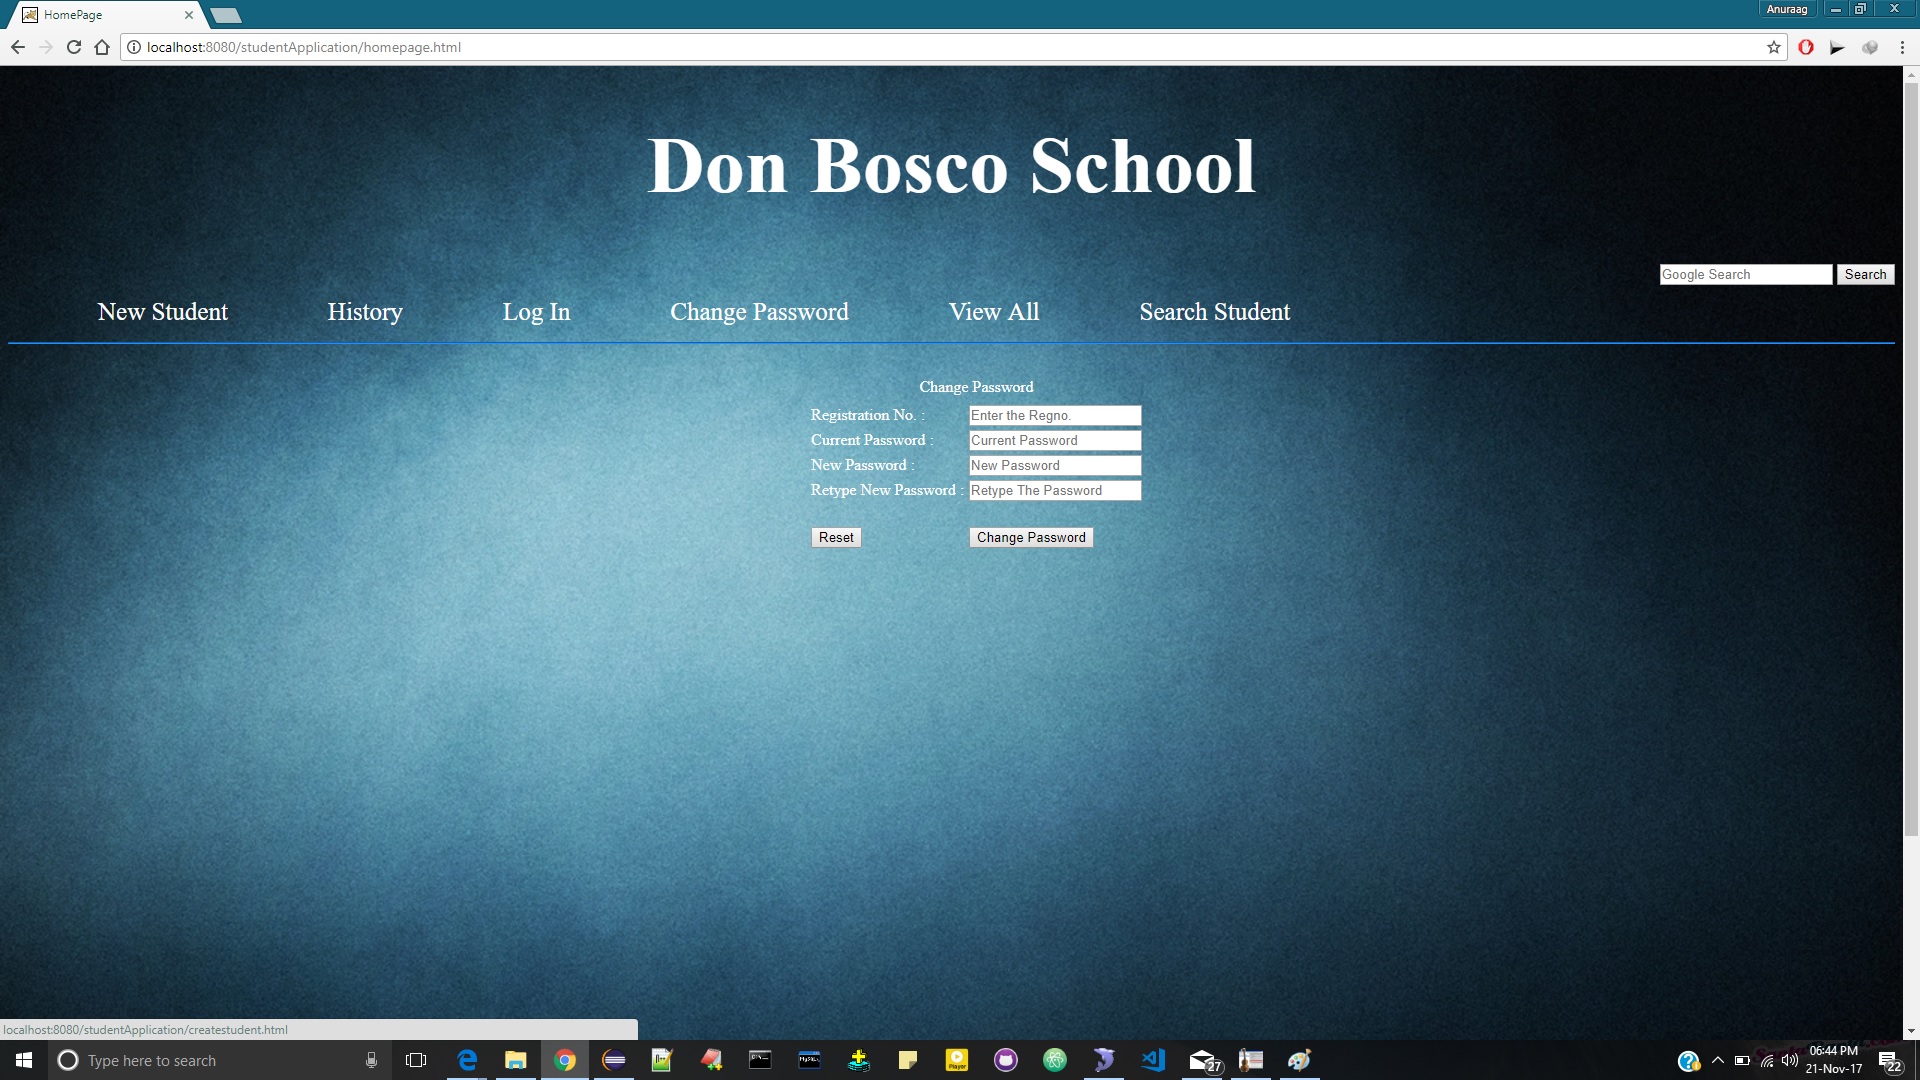 HomePage
Anuraag
localhost:8080/studentApplication/homepage.html
Don Bosco School
Google Search Search
New Student History Log In Change Password View All Search Student
Change Password
Registration No. : Enter the Regno.
Current Password : Current Password
New Password : New Password
Retype New Password : Retype The Password
Reset Change Password
localhost:8080/studentApplication/createstudent.html
Type here to search
Player
27
06:44 PM
21-Nov-17
22